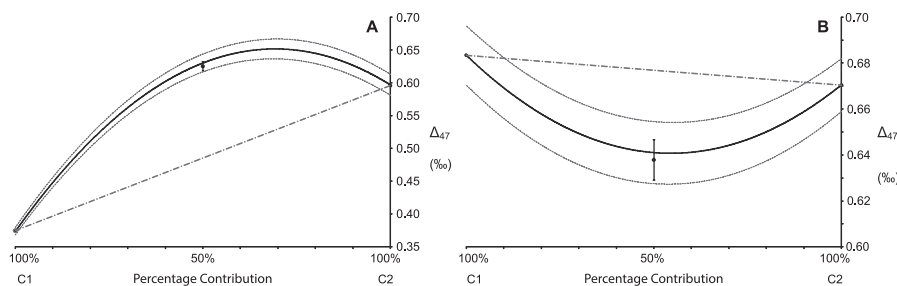 A
0.70
0.65
0.60
0.55
Δ47
0.50
(‰)
0.45
0.40
0.35
100%
50%
100%
C1
Percentage Contribution
C2
B
0.70
0.68
0.66
Δ47
0.64
(‰)
0.62
0.60
100%
50%
100%
C1
Percentage Contribution
C2